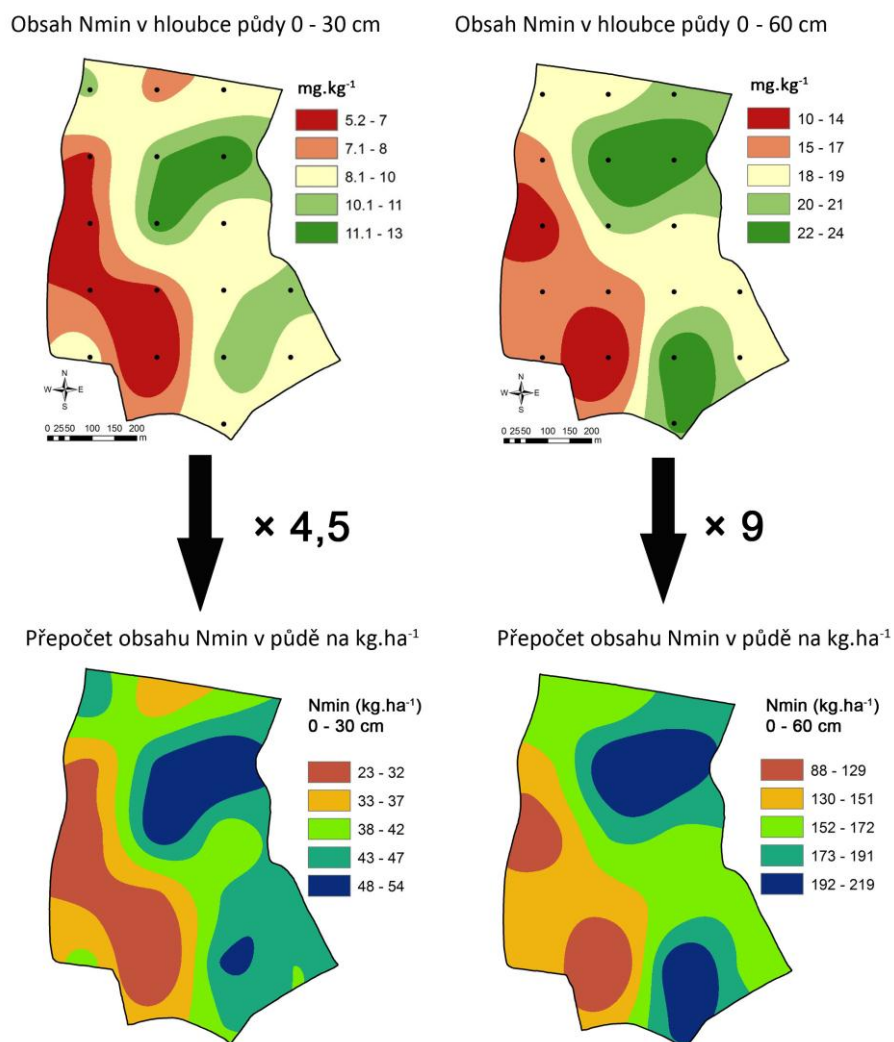 Obsah Nmin v hloubce půdy 0 - 30 cm
mg.kg⁻¹
5.2 - 7
7.1 - 8
8.1 - 10
10.1 - 11
11.1 - 13
N
W E
S
0 2550 100 150 200
m
Obsah Nmin v hloubce půdy 0 - 60 cm
mg.kg⁻¹
10 - 14
15 - 17
18 - 19
20 - 21
22 - 24
N
W E
S
0 2550 100 150 200
m
× 4,5
× 9
Přepočet obsahu Nmin v půdě na kg.ha⁻¹
Nmin (kg.ha⁻¹)
0 - 30 cm
23 - 32
33 - 37
38 - 42
43 - 47
48 - 54
Přepočet obsahu Nmin v půdě na kg.ha⁻¹
Nmin (kg.ha⁻¹)
0 - 60 cm
88 - 129
130 - 151
152 - 172
173 - 191
192 - 219